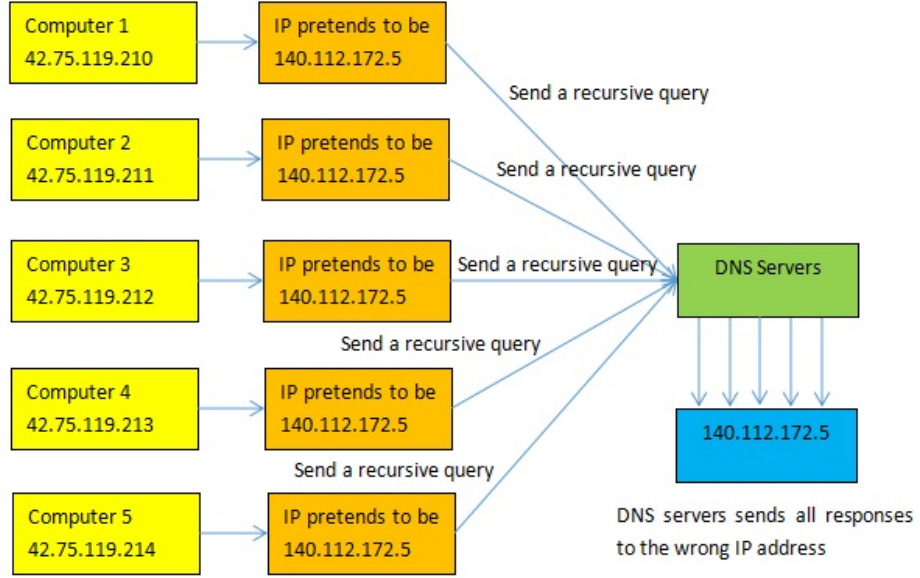 Computer 1
42.75.119.210
IP pretends to be
140.112.172.5
Send a recursive query
Computer 2
42.75.119.211
IP pretends to be
140.112.172.5
Send a recursive query
Computer 3
42.75.119.212
IP pretends to be
140.112.172.5
Send a recursive query
DNS Servers
Computer 4
42.75.119.213
IP pretends to be
140.112.172.5
Send a recursive query
140.112.172.5
Computer 5
42.75.119.214
IP pretends to be
140.112.172.5
Send a recursive query
DNS servers sends all responses
to the wrong IP address